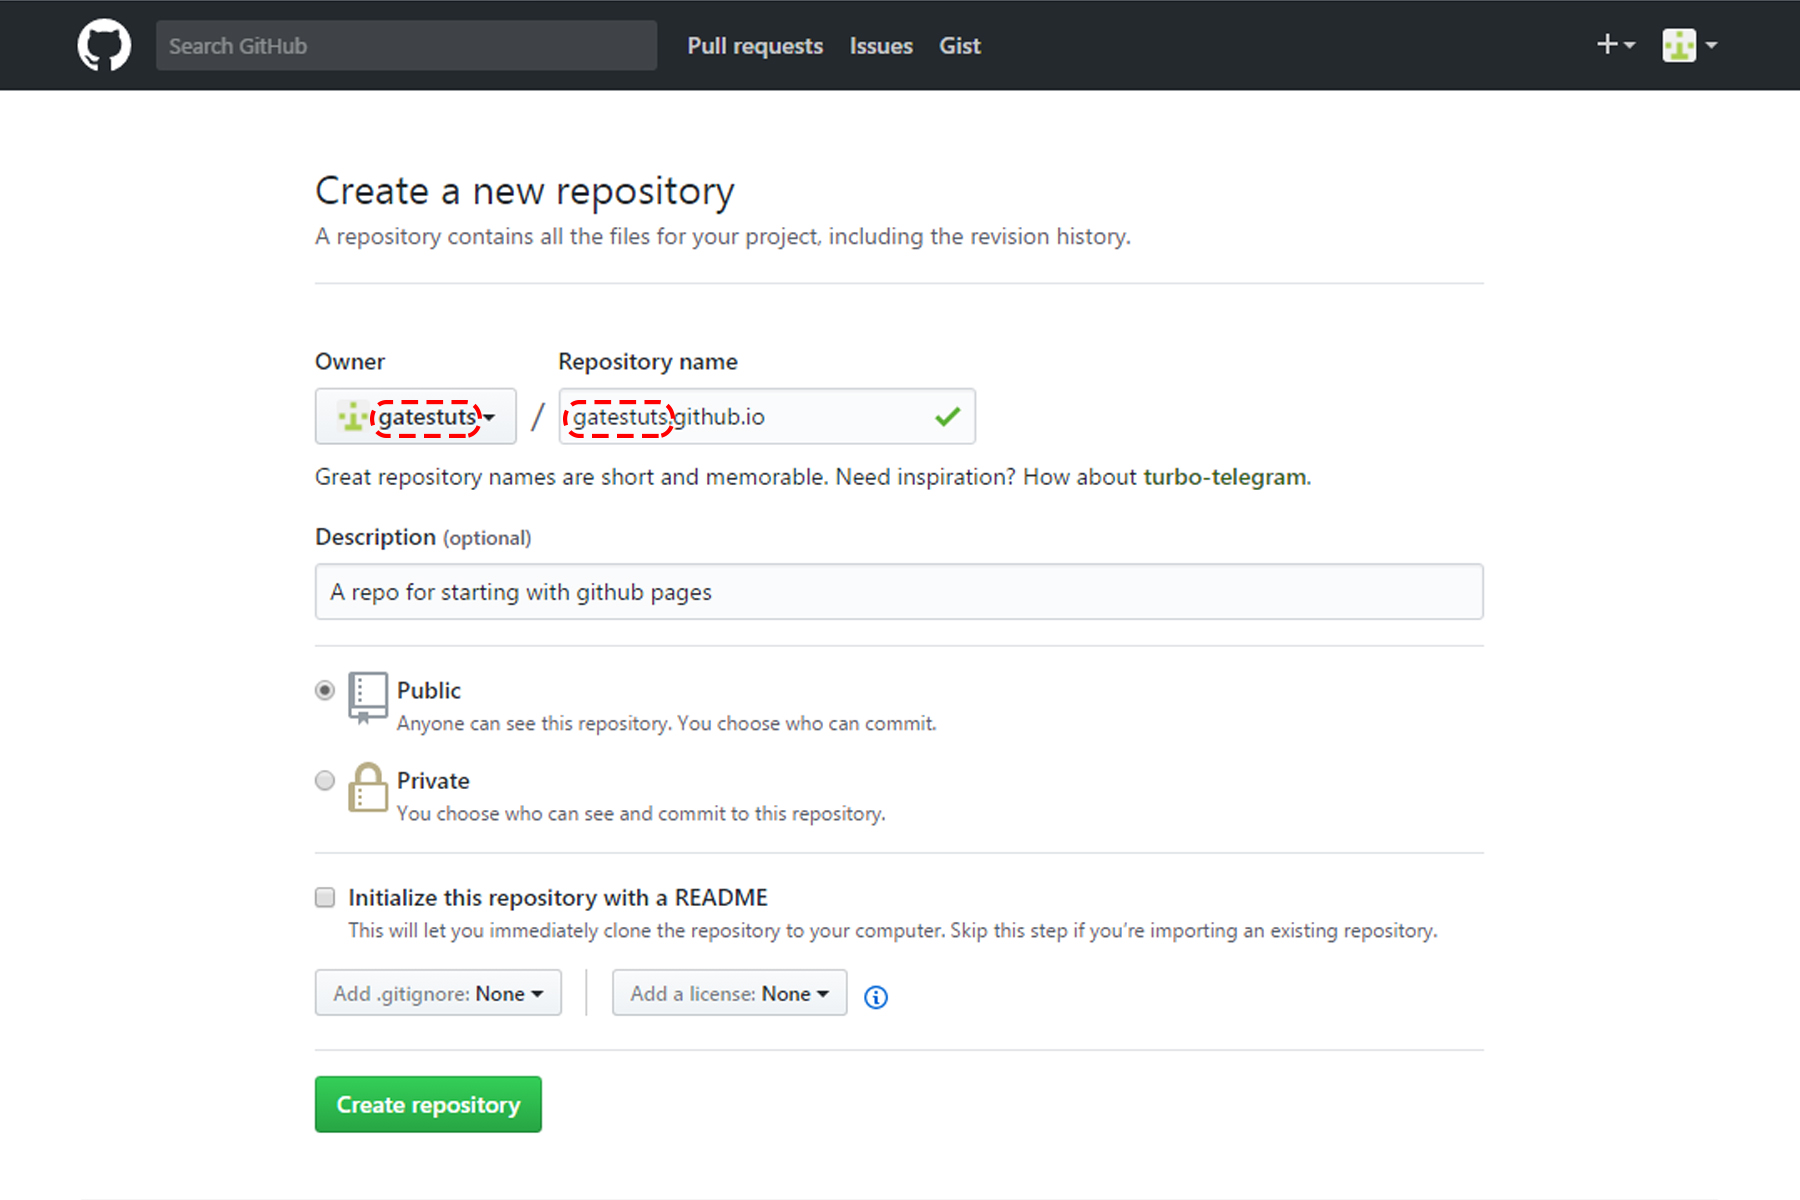 Search GitHub Pull requests Issues Gist
Create a new repository
A repository contains all the files for your project, including the revision history.
Owner Repository name
gatestuts / gatestuts.github.io
Great repository names are short and memorable. Need inspiration? How about turbo-telegram.
Description (optional)
A repo for starting with github pages
Public
Anyone can see this repository. You choose who can commit.
Private
You choose who can see and commit to this repository.
Initialize this repository with a README
This will let you immediately clone the repository to your computer. Skip this step if you’re importing an existing repository.
Add .gitignore: None Add a license: None
Create repository